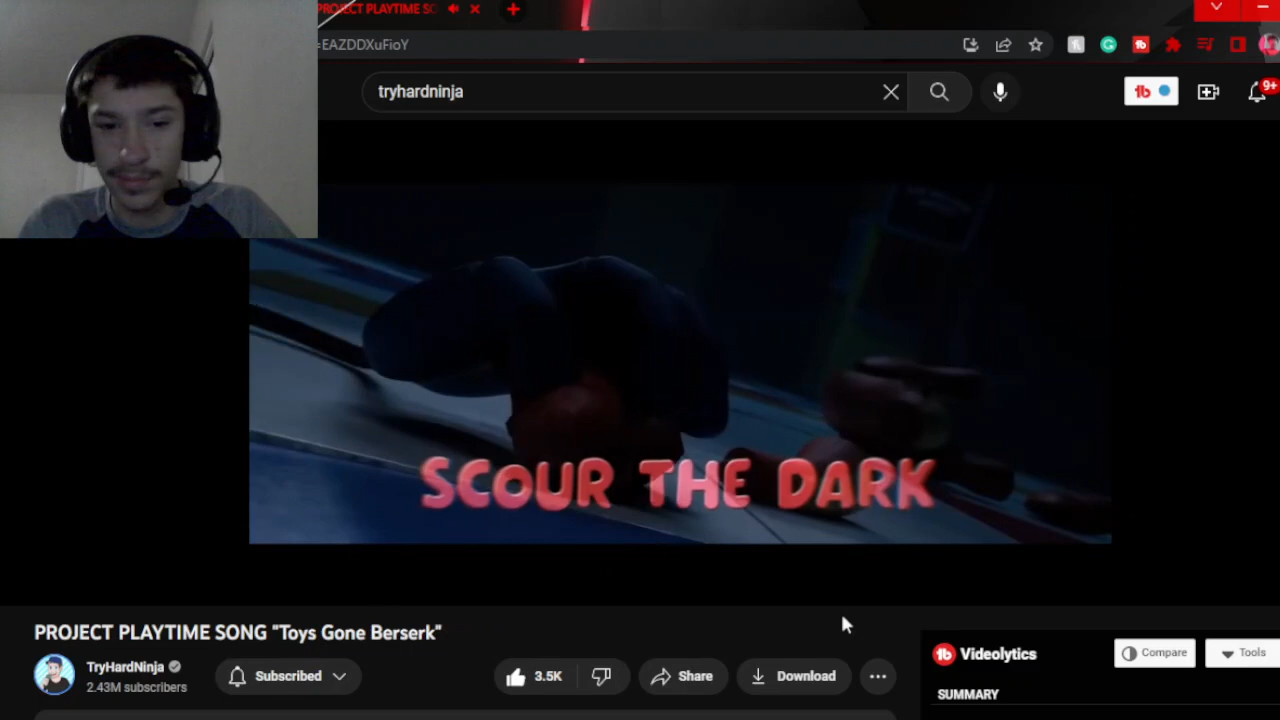 PROJECT PLAYTIME SO
=EAZDDXuFioY
tryhardninja
9+
SCOUR THE DARK
PROJECT PLAYTIME SONG "Toys Gone Berserk"
TryHardNinja
2.43M subscribers
Subscribed
3.5K
Share
Download
Videolytics
Compare
Tools
SUMMARY